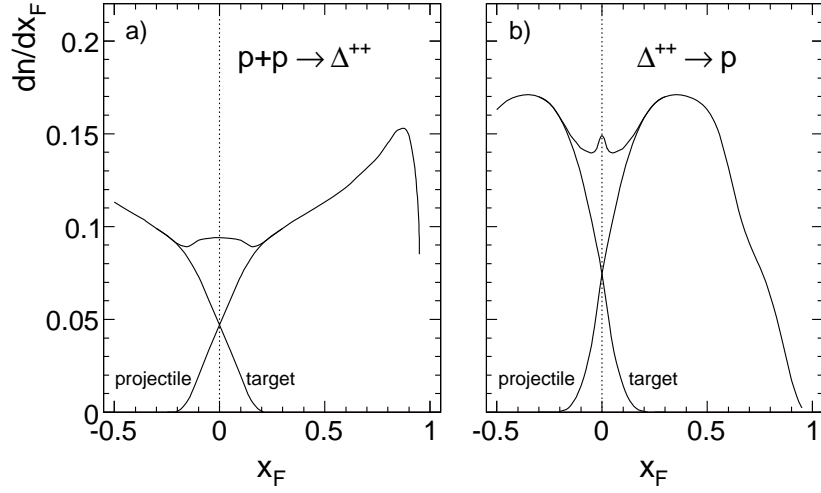 dn/dx_F
a)
p+p → Δ⁺⁺
0.2
0.15
0.1
0.05
0
projectile
target
-0.5
0
0.5
1
x_F
b)
Δ⁺⁺ → p
projectile
target
-0.5
0
0.5
1
x_F